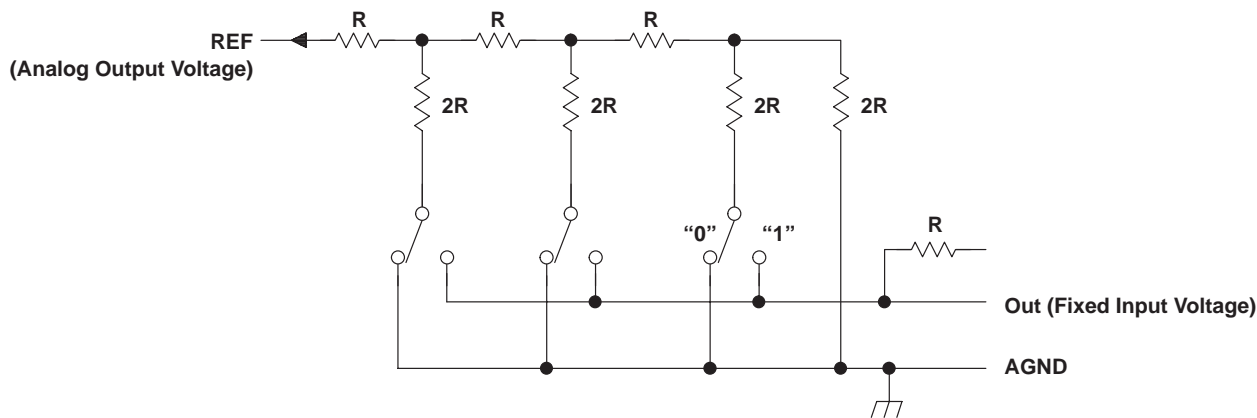 R
R
R
REF
(Analog Output Voltage)
2R
2R
2R
2R
"0"
"1"
R
Out (Fixed Input Voltage)
AGND